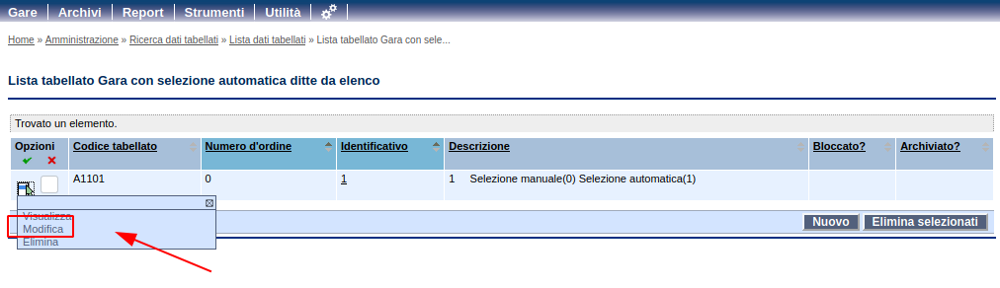 Gare Archivi Report Strumenti Utilità
Home » Amministrazione » Ricerca dati tabellati » Lista dati tabellati » Lista tabellato Gara con sele...
Lista tabellato Gara con selezione automatica ditte da elenco
Trovato un elemento.
Opzioni Codice tabellato Numero d'ordine Identificativo Descrizione Bloccato? Archiviato?
A1101 0 1 1 Selezione manuale(0) Selezione automatica(1)
Visualizza
Modifica
Elimina
Nuovo Elimina selezionati